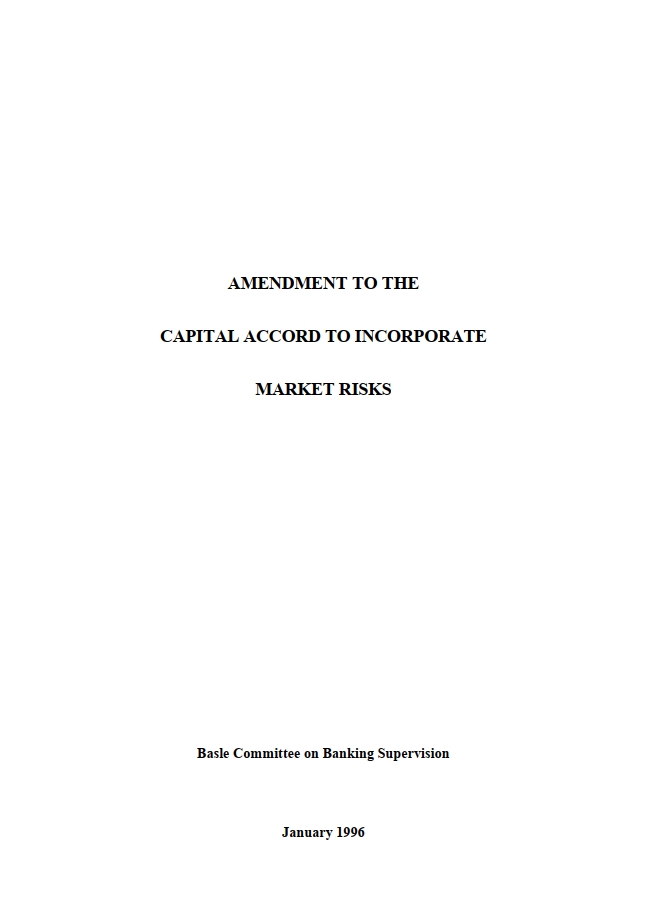 AMENDMENT TO THE
CAPITAL ACCORD TO INCORPORATE
MARKET RISKS
Basle Committee on Banking Supervision
January 1996